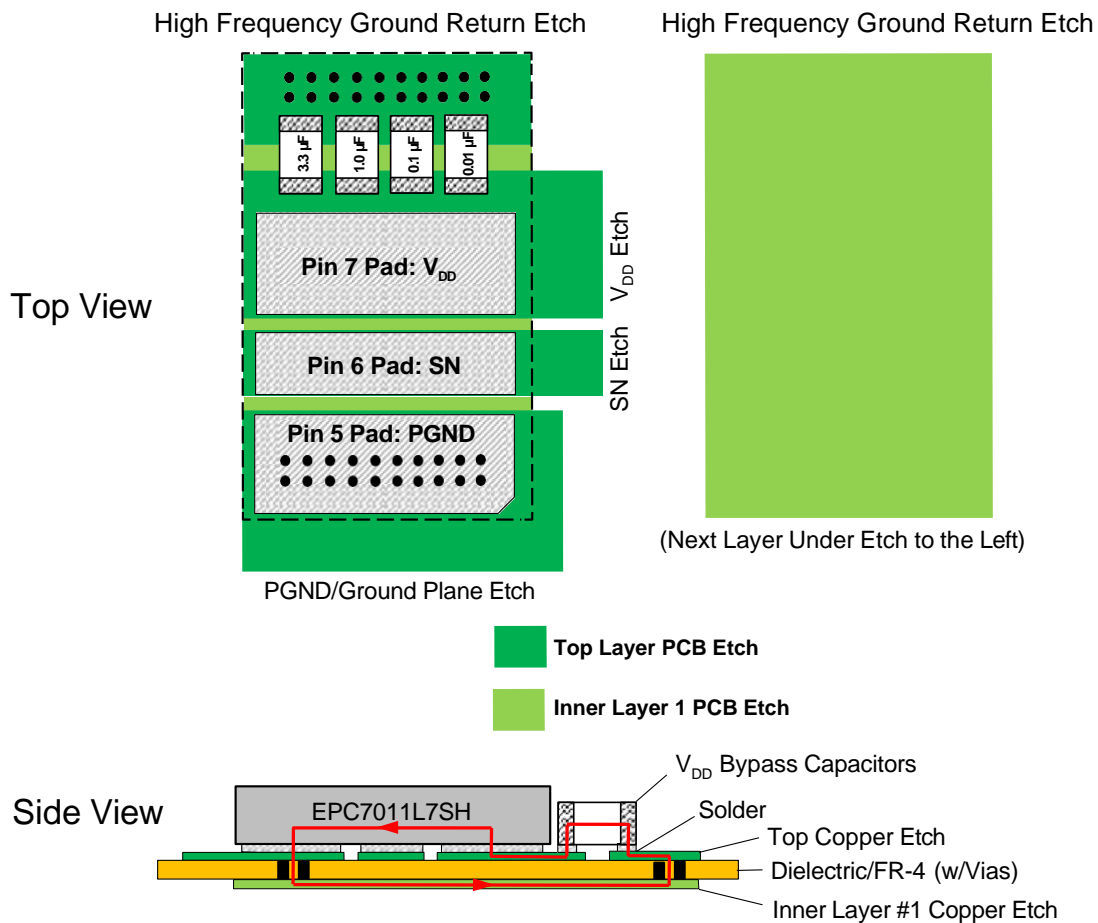 High Frequency Ground Return Etch
High Frequency Ground Return Etch
3.3 µF
1.0 µF
0.1 µF
0.01 µF
Pin 7 Pad: VDD
VDD Etch
Top View
Pin 6 Pad: SN
SN Etch
Pin 5 Pad: PGND
(Next Layer Under Etch to the Left)
PGND/Ground Plane Etch
Top Layer PCB Etch
Inner Layer 1 PCB Etch
Side View
EPC7011L7SH
VDD Bypass Capacitors
Solder
Top Copper Etch
Dielectric/FR-4 (w/Vias)
Inner Layer #1 Copper Etch